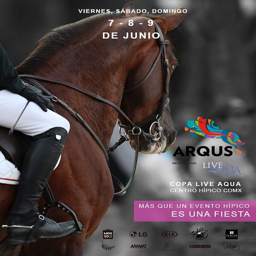 VIERNES, SÁBADO, DOMINGO
7 - 8 - 9
DE JUNIO
ARQUS
LIVE
COPA LIVE AQUA
CENTRO HÍPICO CDMX
MÁS QUE UN EVENTO HÍPICO
ES UNA FIESTA
LG
KIA